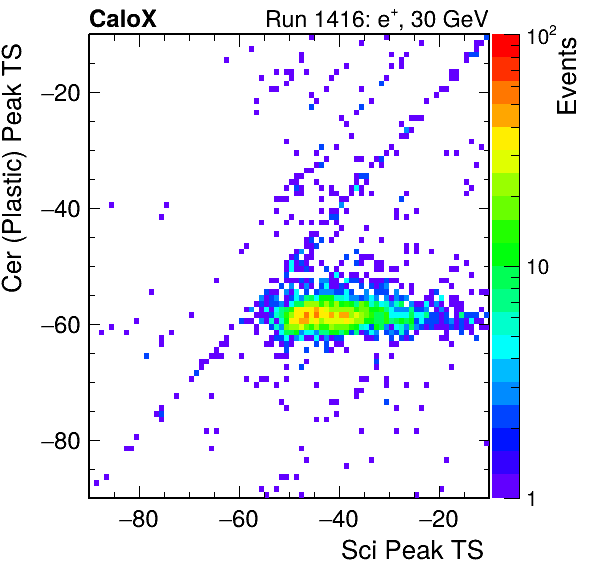 CaloX
Run 1416: e⁺, 30 GeV
Cer (Plastic) Peak TS
−20
−40
−60
−80
−80
−60
−40
−20
Sci Peak TS
10²
10
1
Events